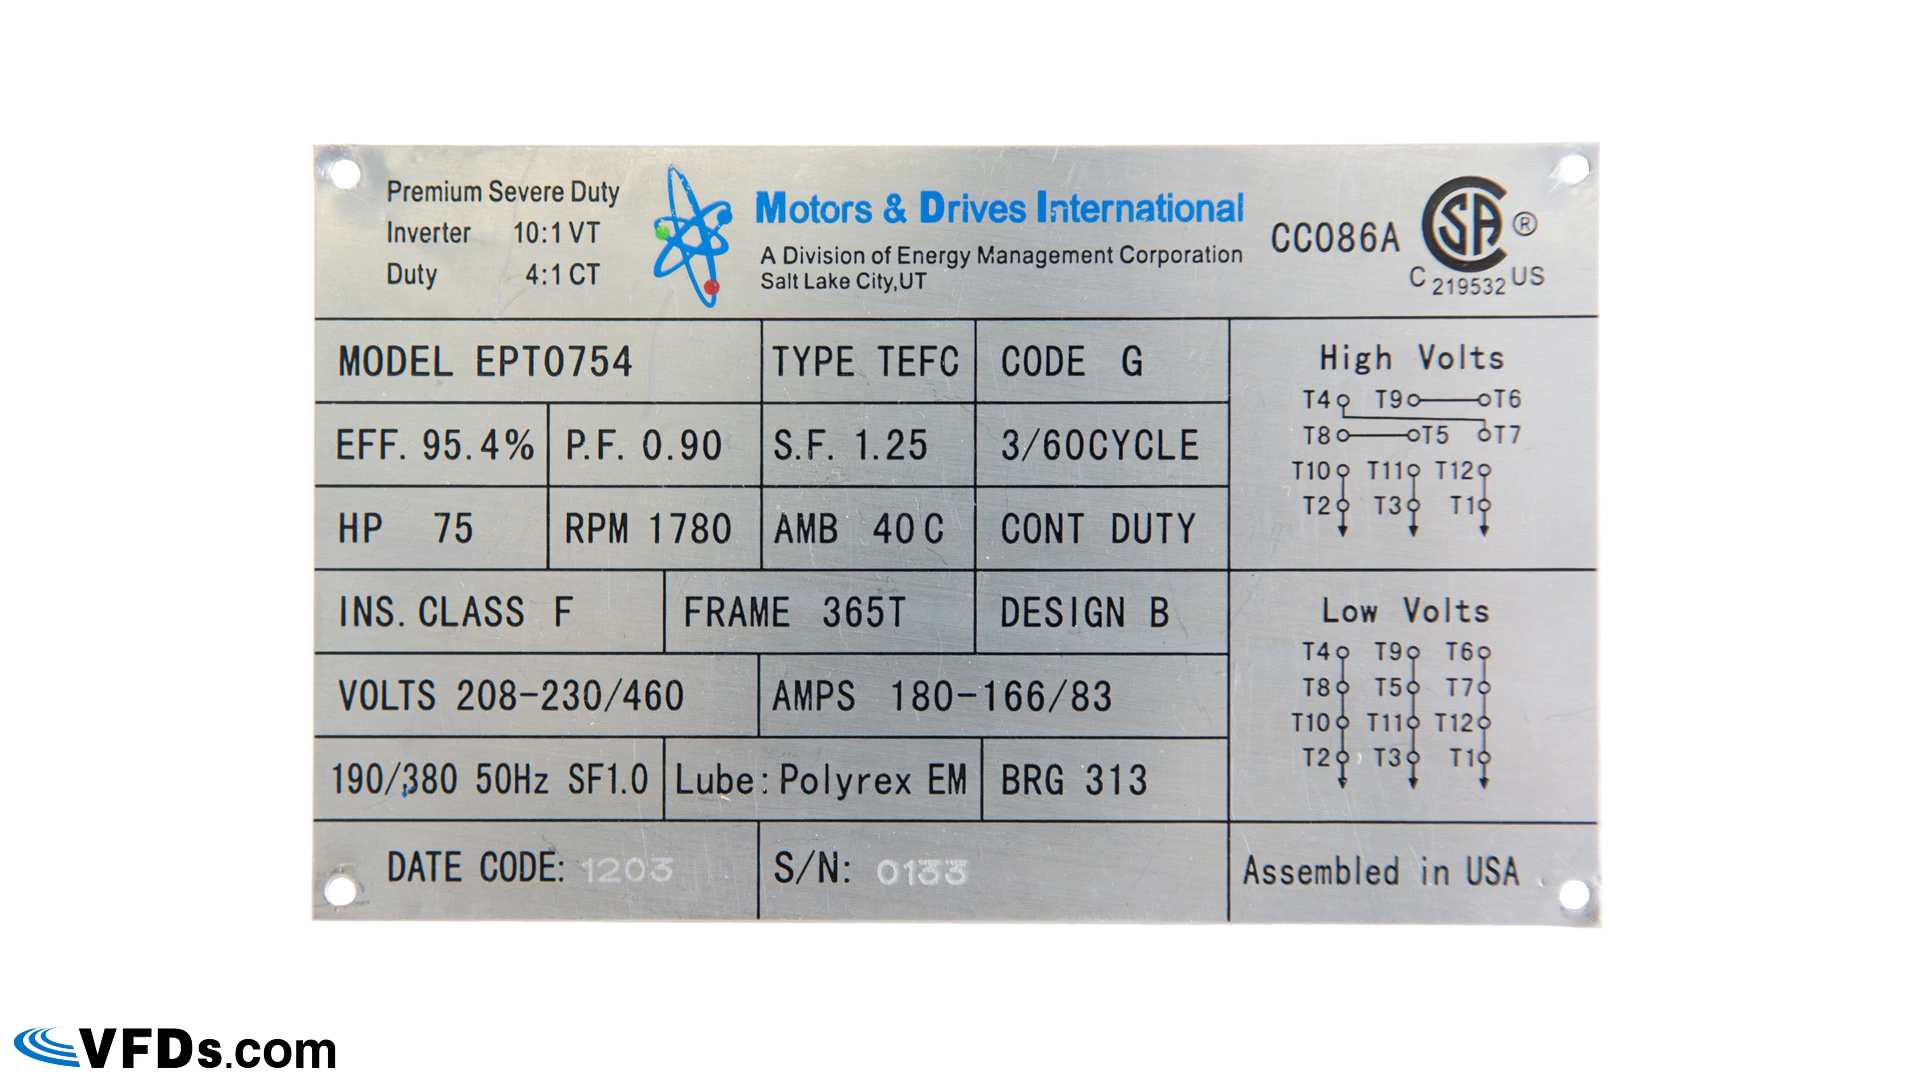 Premium Severe Duty
Inverter 10:1 VT
Duty 4:1 CT
Motors & Drives International
A Division of Energy Management Corporation
Salt Lake City,UT
CC086A
SA ®
C 219532 US
MODEL EPT0754
TYPE TEFC
CODE G
EFF. 95.4%
P.F. 0.90
S.F. 1.25
3/60CYCLE
HP 75
RPM 1780
AMB 40C
CONT DUTY
INS. CLASS F
FRAME 365T
DESIGN B
VOLTS 208-230/460
AMPS 180-166/83
190/380 50Hz SF1.0
Lube: Polyrex EM
BRG 313
DATE CODE: 1203
S/N: 0133
High Volts
T4 T9 T6
T8 T5 T7
T10 T11 T12
T2 T3 T1
Low Volts
T4 T9 T6
T8 T5 T7
T10 T11 T12
T2 T3 T1
Assembled in USA
VFDs.com